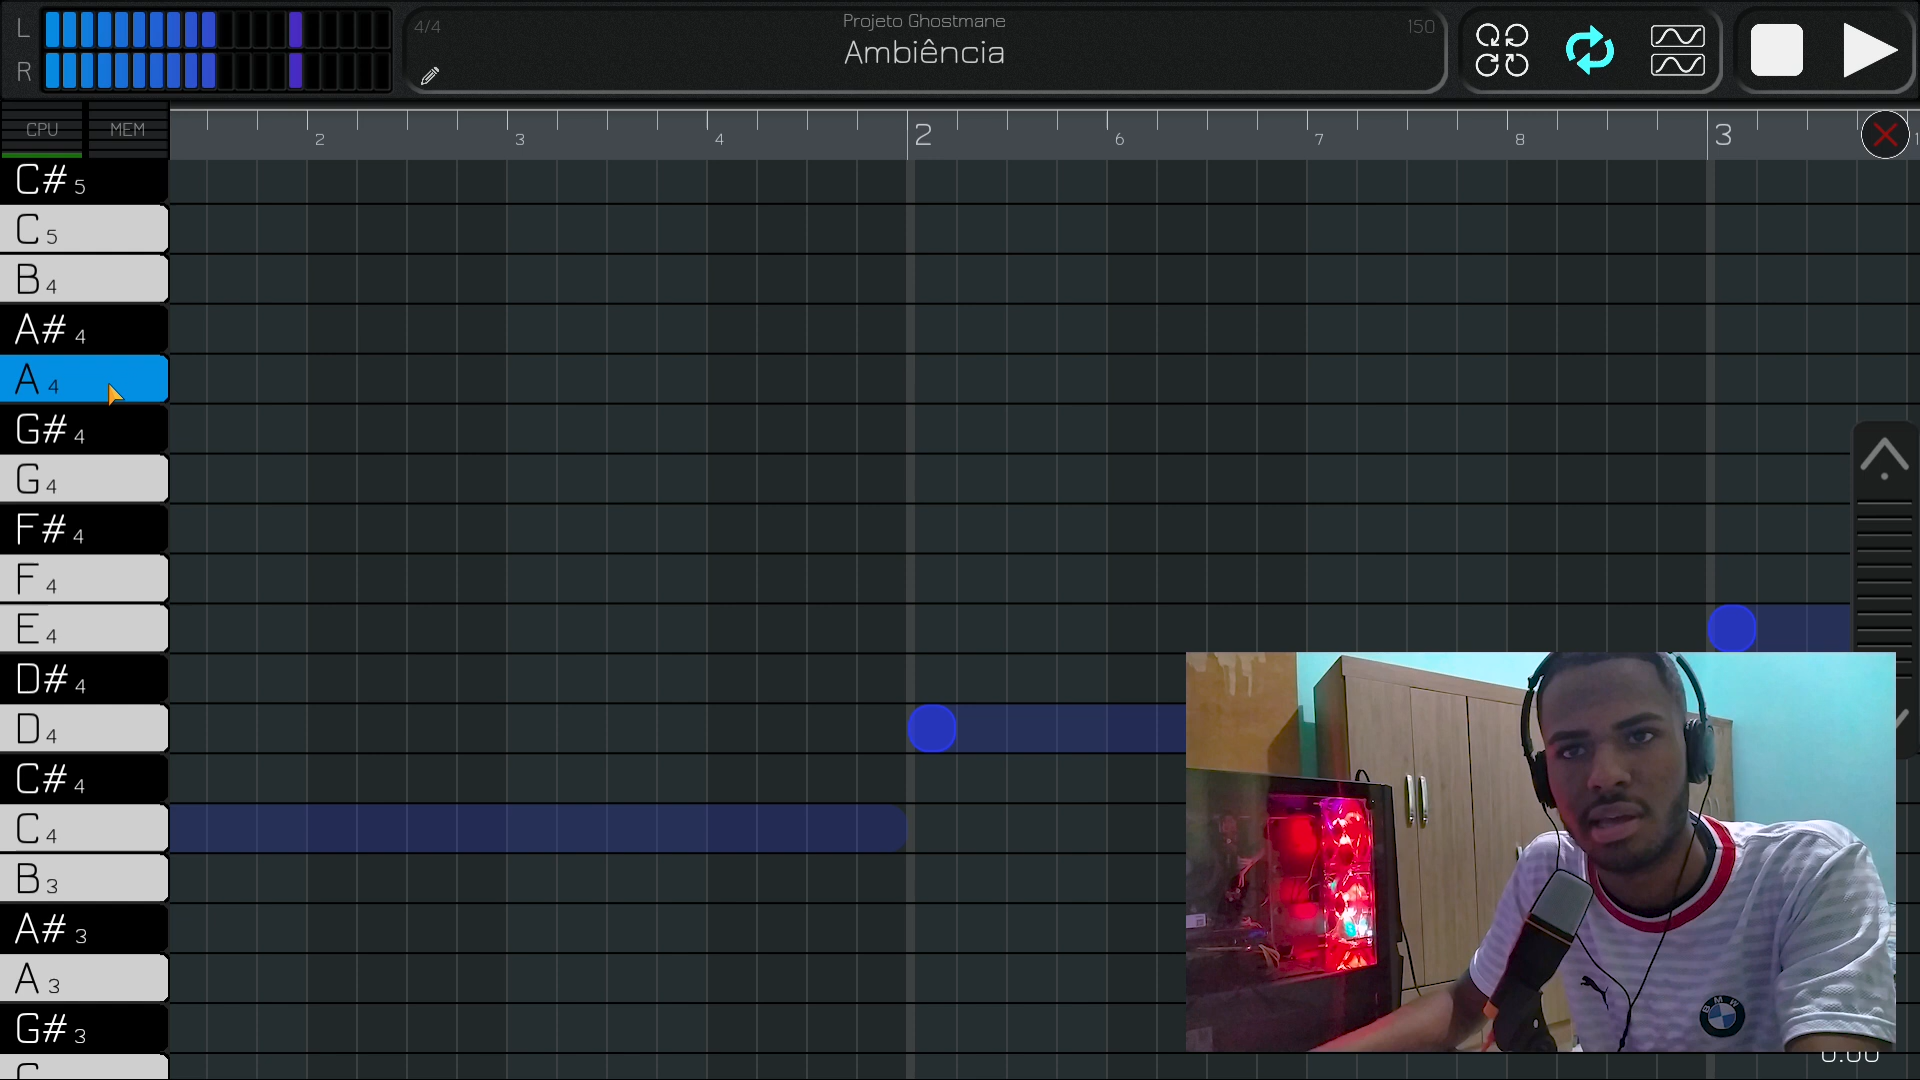 L
R
4/4
Projeto Ghostmane
Ambiência
150
CPU
MEM
2
3
4
2
6
7
8
3
C# 5
C 5
B 4
A# 4
A 4
G# 4
G 4
F# 4
F 4
E 4
D# 4
D 4
C# 4
C 4
B 3
A# 3
A 3
G# 3
BMW